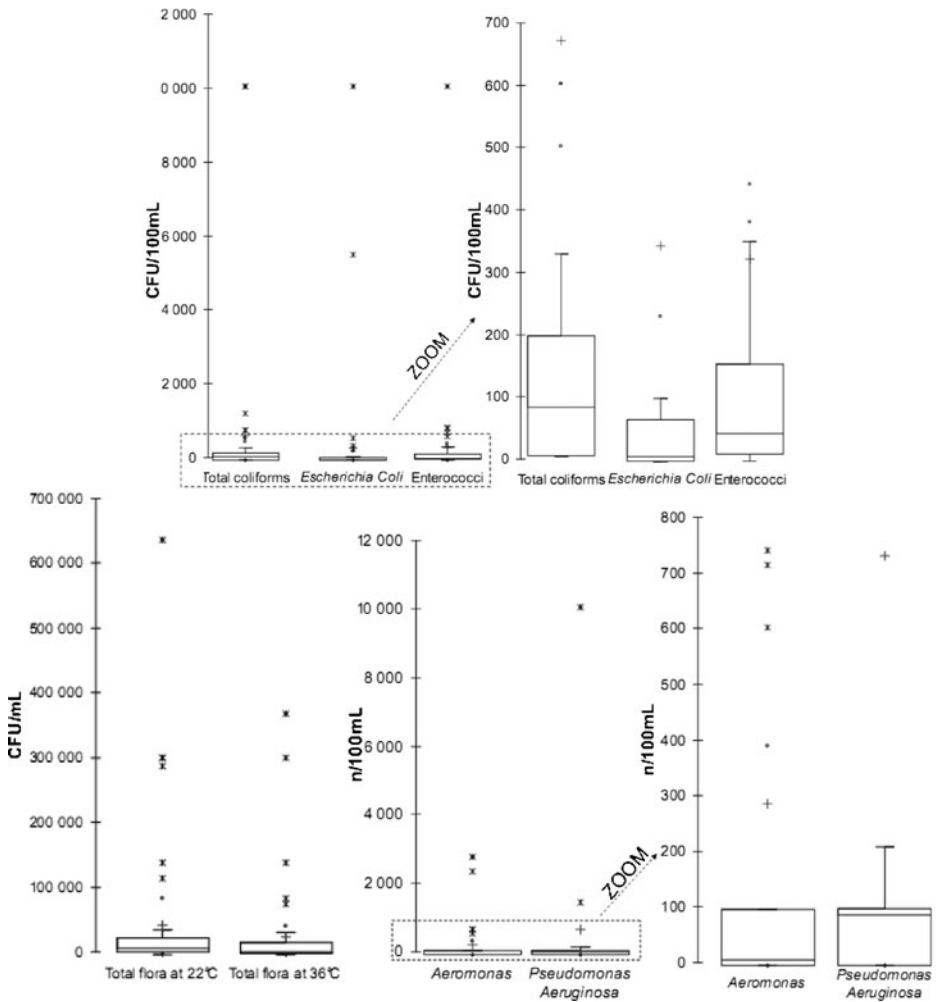 2 000
0 000
8 000
6 000
4 000
2 000
0
CFU/100mL
Total coliforms Escherichia Coli Enterococci
ZOOM
700
600
500
400
300
200
100
0
CFU/100mL
Total coliforms Escherichia Coli Enterococci
700 000
600 000
500 000
400 000
300 000
200 000
100 000
0
CFU/mL
Total flora at 22°C Total flora at 36°C
12 000
10 000
8 000
6 000
4 000
2 000
0
n/100mL
Aeromonas Pseudomonas
Aeruginosa
ZOOM
800
700
600
500
400
300
200
100
0
n/100mL
Aeromonas Pseudomonas
Aeruginosa